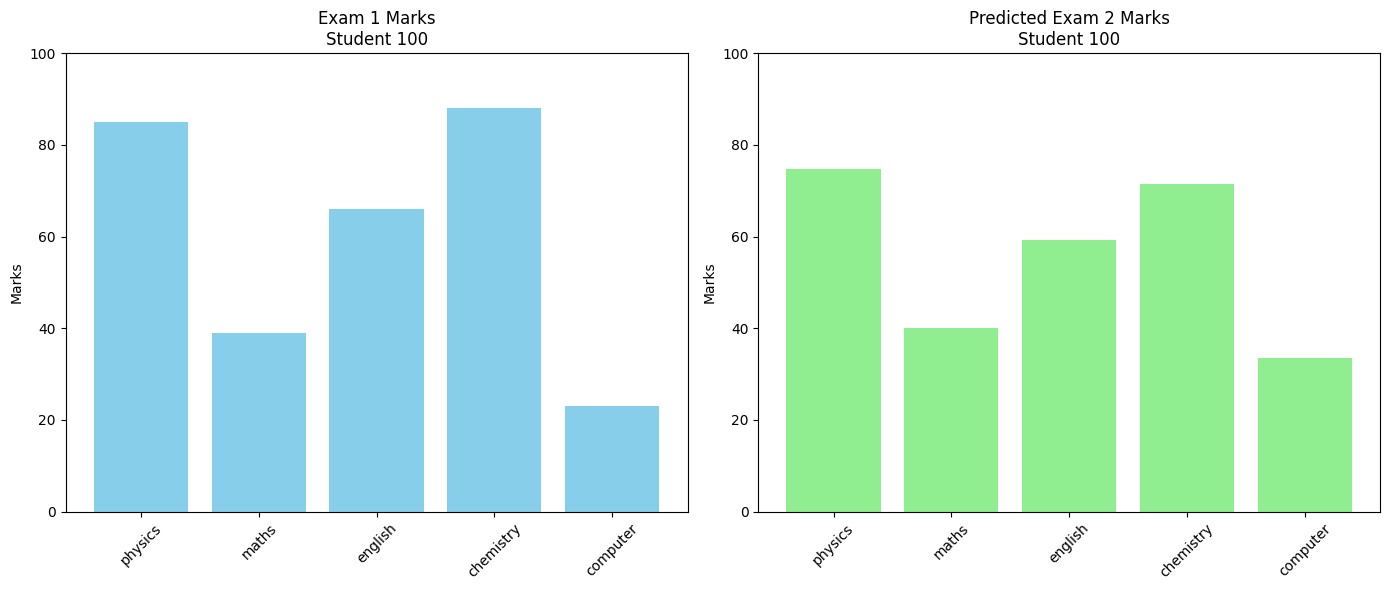 Exam 1 Marks
Student 100
100
80
60
40
20
0
Marks
physics
maths
english
chemistry
computer
Predicted Exam 2 Marks
Student 100
100
80
60
40
20
0
Marks
physics
maths
english
chemistry
computer